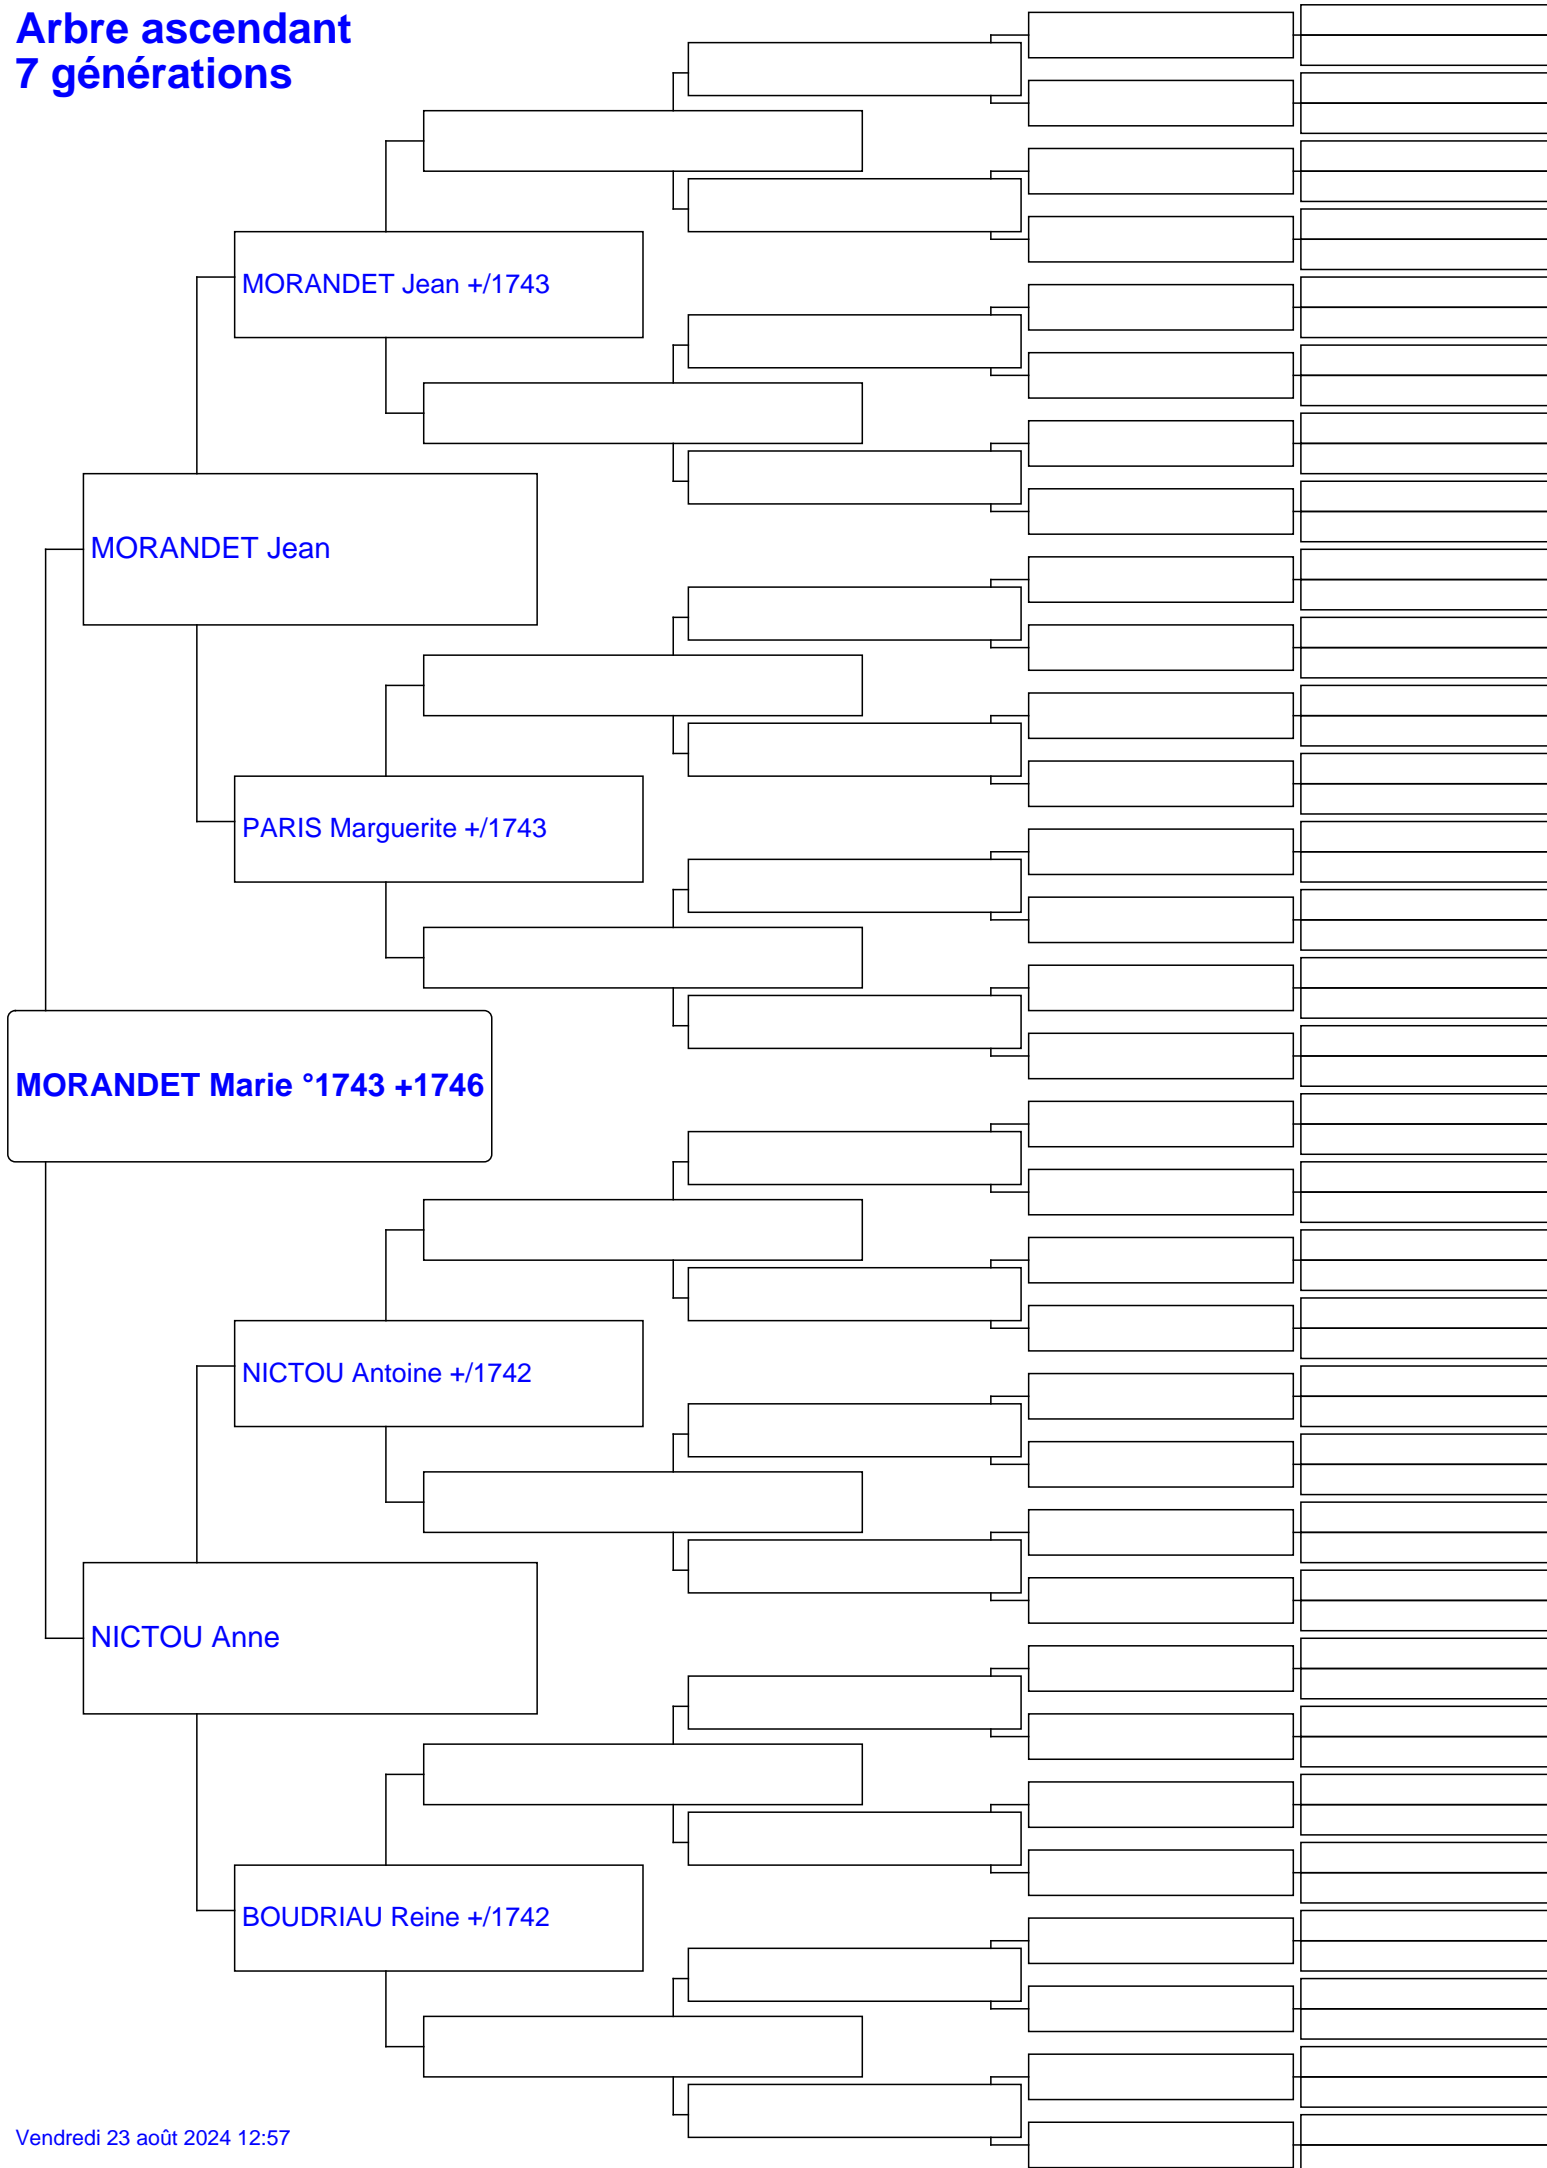 Arbre ascendant
7 générations
MORANDET Jean +/1743
MORANDET Jean
PARIS Marguerite +/1743
MORANDET Marie °1743 +1746
NICTOU Antoine +/1742
NICTOU Anne
BOUDRIAU Reine +/1742
Vendredi 23 août 2024 12:57